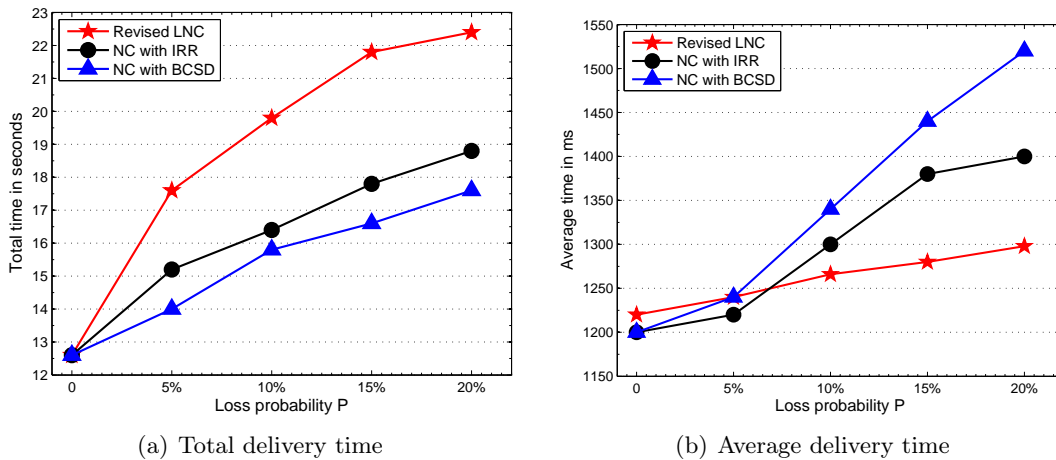 23
22
21
20
19
18
17
16
15
14
13
12
Total time in seconds
Revised LNC
NC with IRR
NC with BCSD
0 5% 10% 15% 20%
Loss probability P
(a) Total delivery time
1550
1500
1450
1400
1350
1300
1250
1200
1150
Average time in ms
Revised LNC
NC with IRR
NC with BCSD
0 5% 10% 15% 20%
Loss probability P
(b) Average delivery time